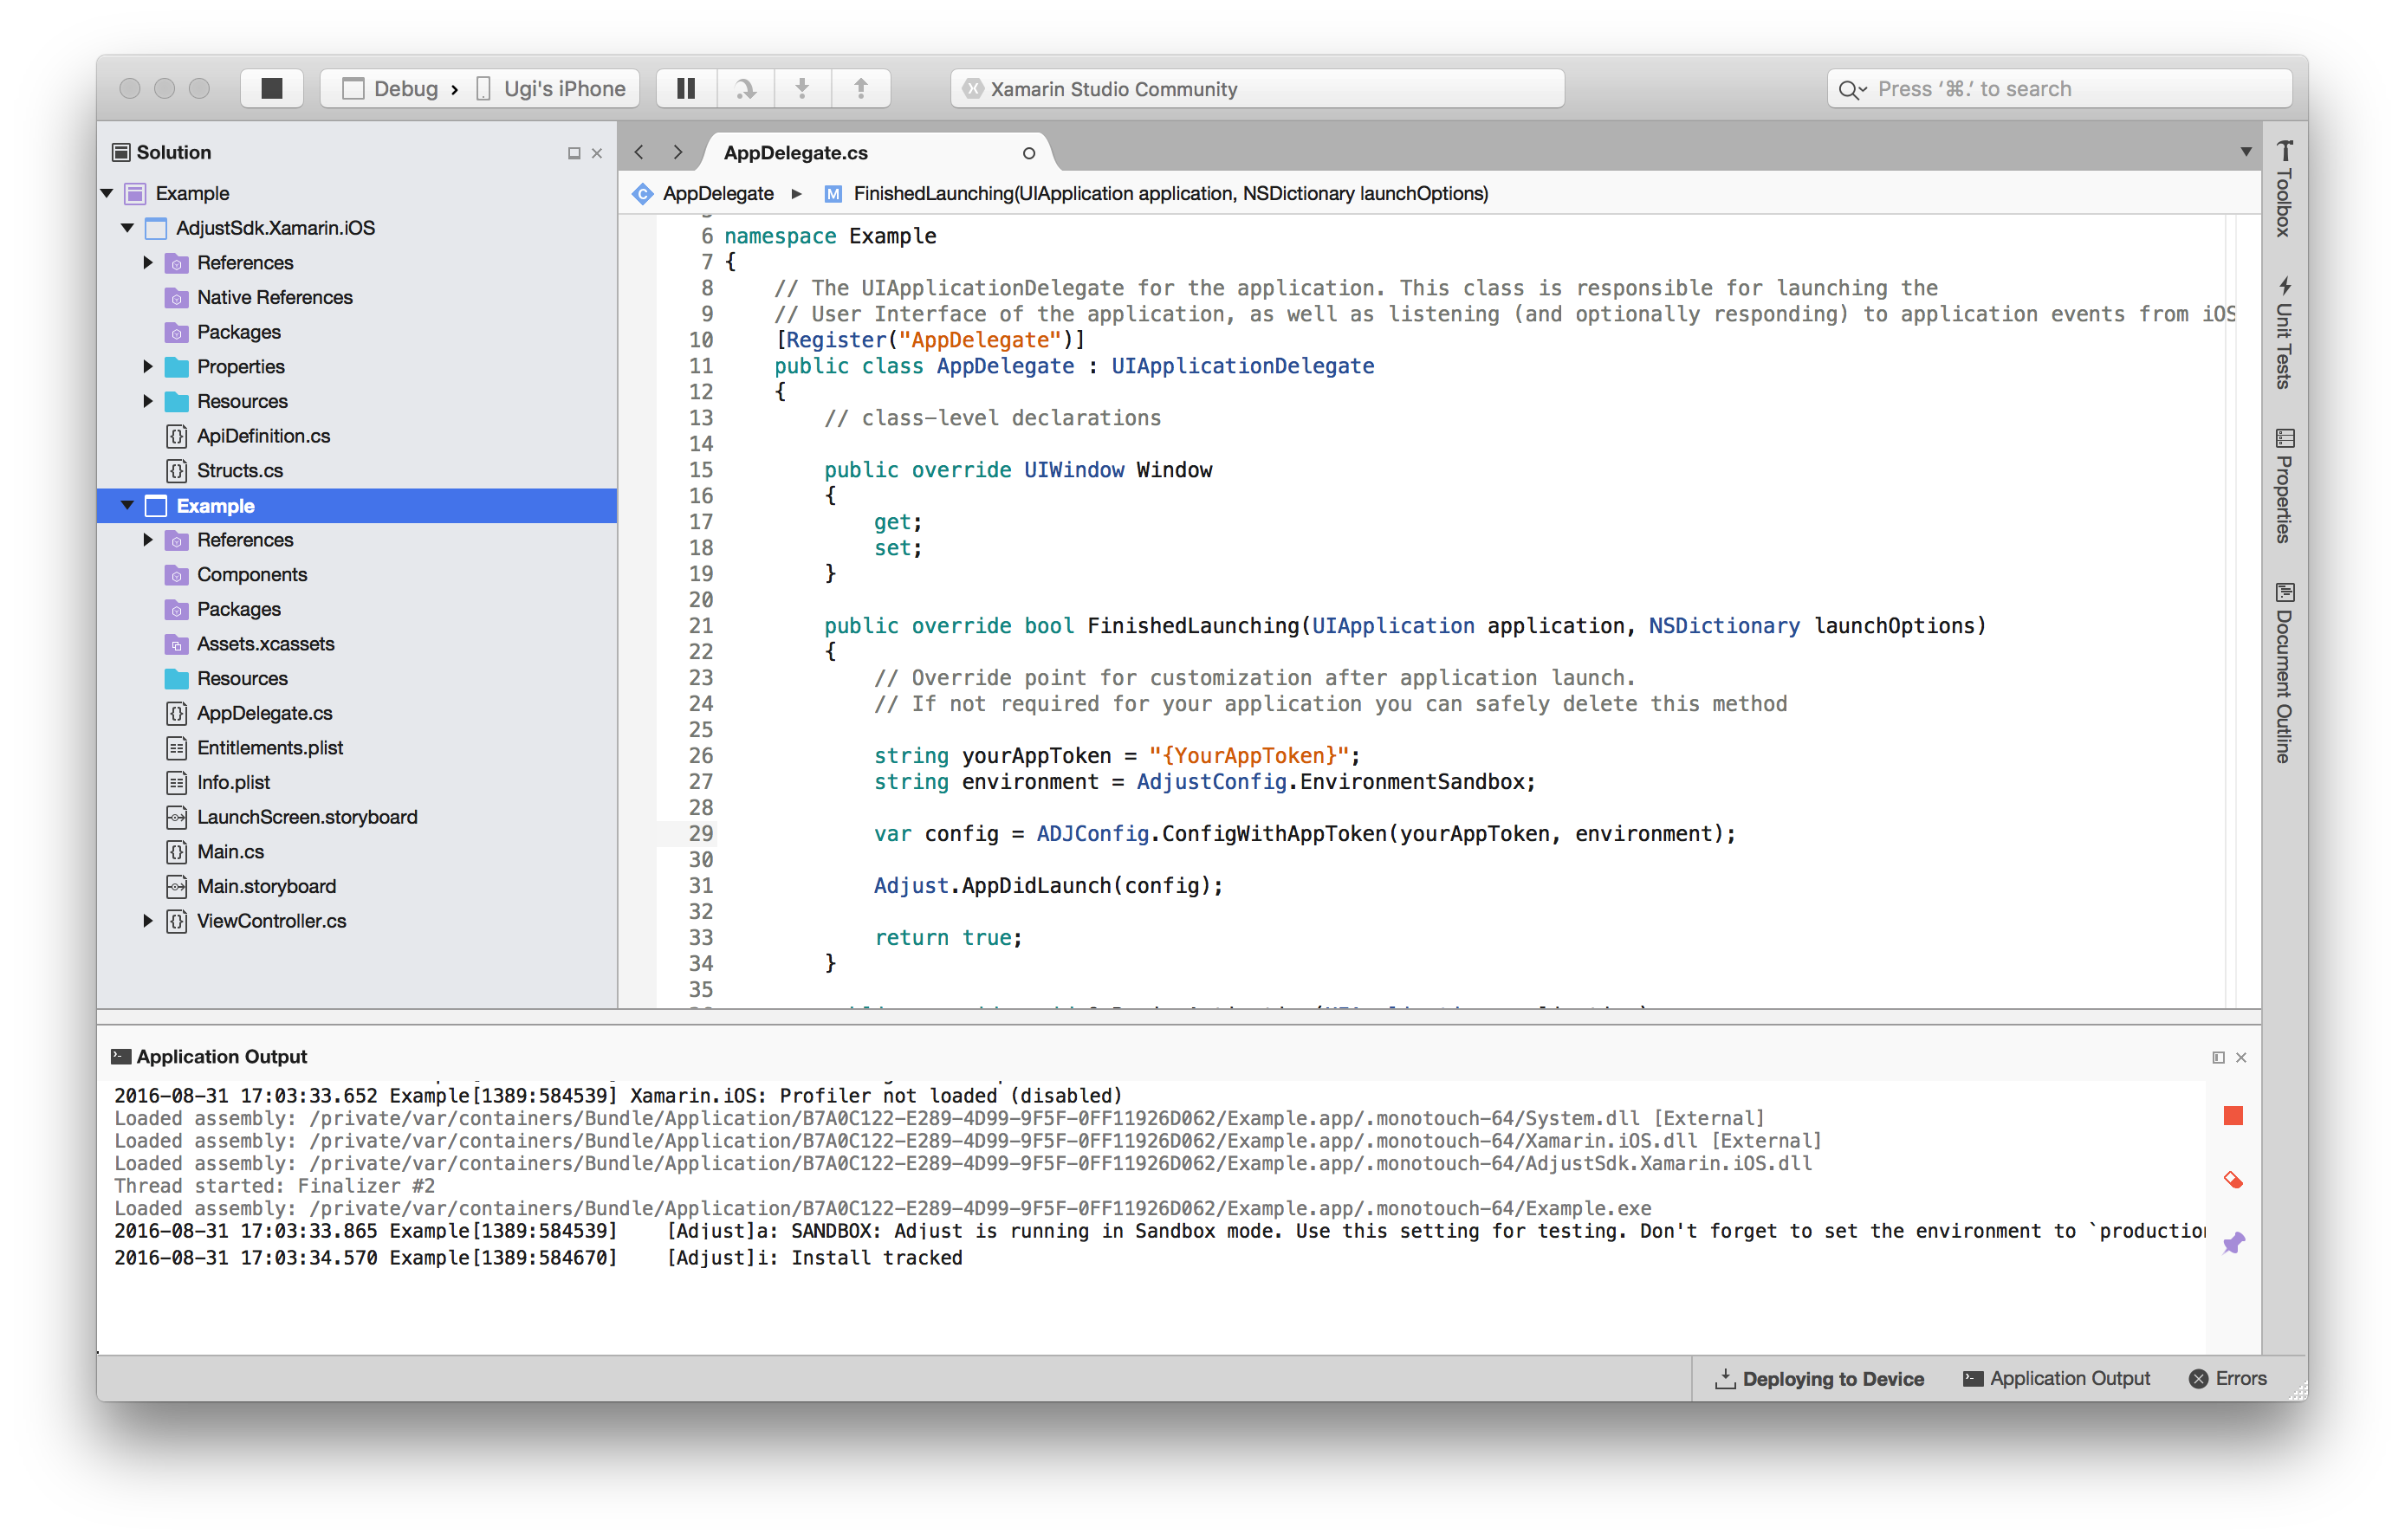 Debug › Ugi's iPhone
Xamarin Studio Community
Press ‘⌘.’ to search
Solution
Example
AdjustSdk.Xamarin.iOS
References
Native References
Packages
Properties
Resources
ApiDefinition.cs
Structs.cs
Example
References
Components
Packages
Assets.xcassets
Resources
AppDelegate.cs
Entitlements.plist
Info.plist
LaunchScreen.storyboard
Main.cs
Main.storyboard
ViewController.cs
AppDelegate.cs
C AppDelegate ▶ M FinishedLaunching(UIApplication application, NSDictionary launchOptions)
6 namespace Example
7 {
8 // The UIApplicationDelegate for the application. This class is responsible for launching the
9 // User Interface of the application, as well as listening (and optionally responding) to application events from iOS
10 [Register("AppDelegate")]
11 public class AppDelegate : UIApplicationDelegate
12 {
13 // class-level declarations
14
15 public override UIWindow Window
16 {
17 get;
18 set;
19 }
20
21 public override bool FinishedLaunching(UIApplication application, NSDictionary launchOptions)
22 {
23 // Override point for customization after application launch.
24 // If not required for your application you can safely delete this method
25
26 string yourAppToken = "{YourAppToken}";
27 string environment = AdjustConfig.EnvironmentSandbox;
28
29 var config = ADJConfig.ConfigWithAppToken(yourAppToken, environment);
30
31 Adjust.AppDidLaunch(config);
32
33 return true;
34 }
35
Toolbox
Unit Tests
Properties
Document Outline
Application Output
2016-08-31 17:03:33.652 Example[1389:584539] Xamarin.iOS: Profiler not loaded (disabled)
Loaded assembly: /private/var/containers/Bundle/Application/B7A0C122-E289-4D99-9F5F-0FF11926D062/Example.app/.monotouch-64/System.dll [External]
Loaded assembly: /private/var/containers/Bundle/Application/B7A0C122-E289-4D99-9F5F-0FF11926D062/Example.app/.monotouch-64/Xamarin.iOS.dll [External]
Loaded assembly: /private/var/containers/Bundle/Application/B7A0C122-E289-4D99-9F5F-0FF11926D062/Example.app/.monotouch-64/AdjustSdk.Xamarin.iOS.dll
Thread started: Finalizer #2
Loaded assembly: /private/var/containers/Bundle/Application/B7A0C122-E289-4D99-9F5F-0FF11926D062/Example.app/.monotouch-64/Example.exe
2016-08-31 17:03:33.865 Example[1389:584539] [Adjust]a: SANDBOX: Adjust is running in Sandbox mode. Use this setting for testing. Don't forget to set the environment to `production
2016-08-31 17:03:34.570 Example[1389:584670] [Adjust]i: Install tracked
Deploying to Device Application Output Errors